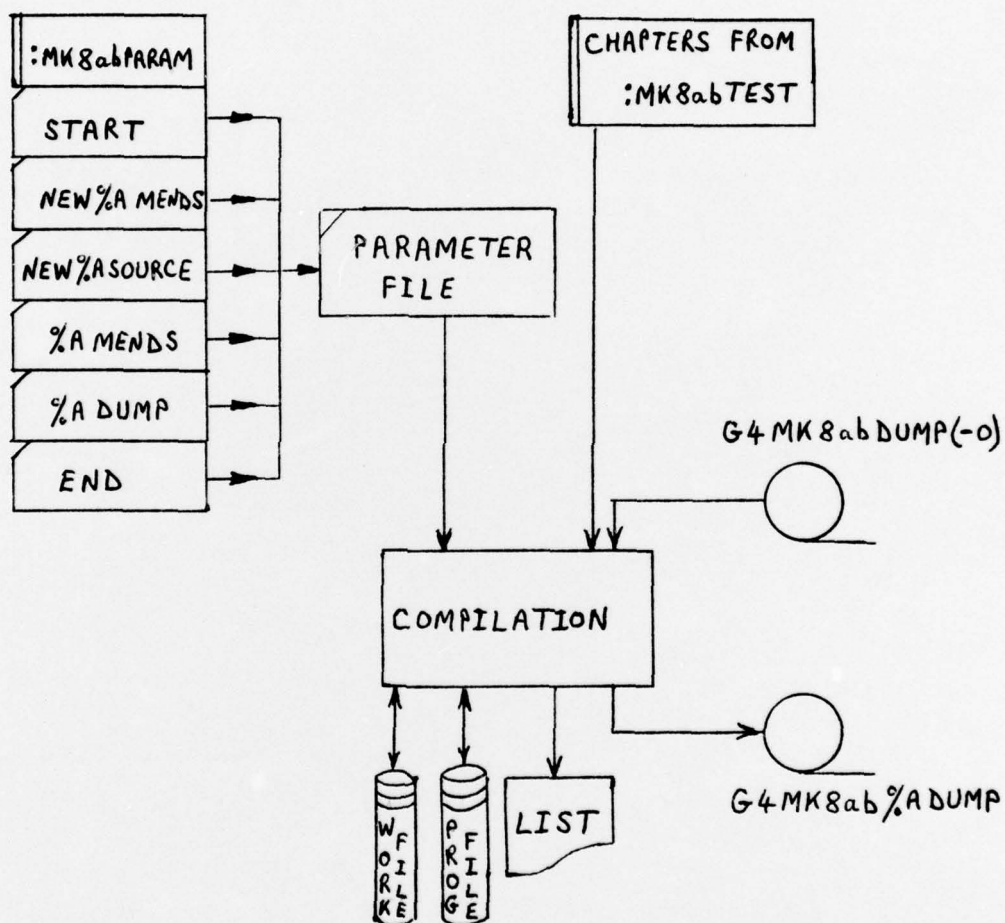 :MK8abPARAM
START
NEW%AMENDS
NEW%ASOURCE
%AMENDS
%ADUMP
END
CHAPTERS FROM
:MK8abTEST
PARAMETER
FILE
G4MK8abDUMP(-0)
COMPILATION
G4MK8ab%ADUMP
WORK
FILE
PROG
FILE
LIST